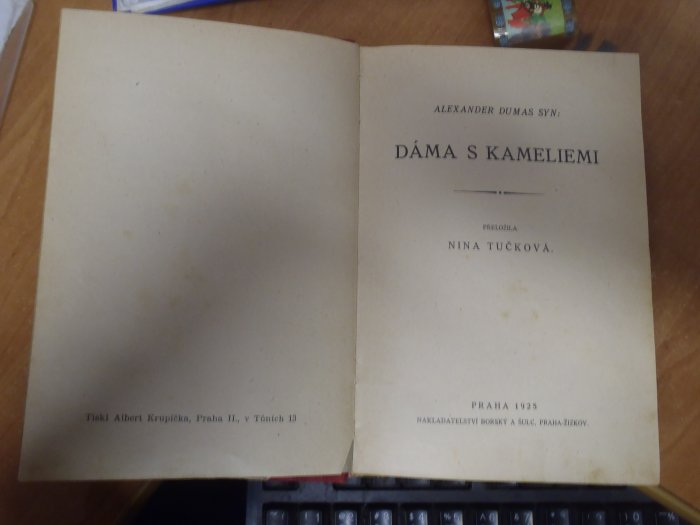 Tiskl Albert Krupička, Praha II., v Tůních 13
ALEXANDER DUMAS SYN:
DÁMA S KAMELIEMI
PŘELOŽILA
NINA TUČKOVÁ.
PRAHA 1925
NAKLADATELSTVÍ BORSKÝ A ŠULC, PRAHA-ŽIŽKOV.